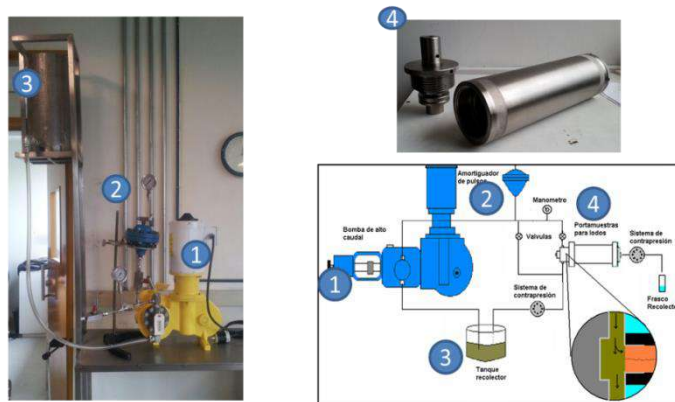 3
2
1
4
Amortiguador
de pulsos
2
Manometro
4
Portamuestras
para lodos
Bomba de alto
caudal
Valvulas
Sistema de
contrapresión
1
Sistema de
contrapresión
Frasco
Recolector
3
Tanque
recolector